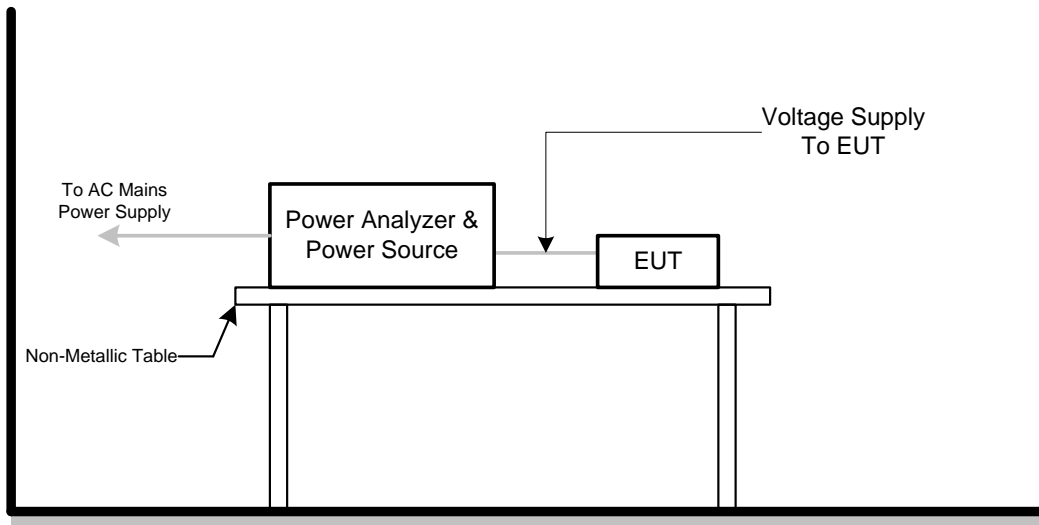 Voltage Supply
To EUT
To AC Mains
Power Supply
Power Analyzer &
Power Source
EUT
Non-Metallic Table